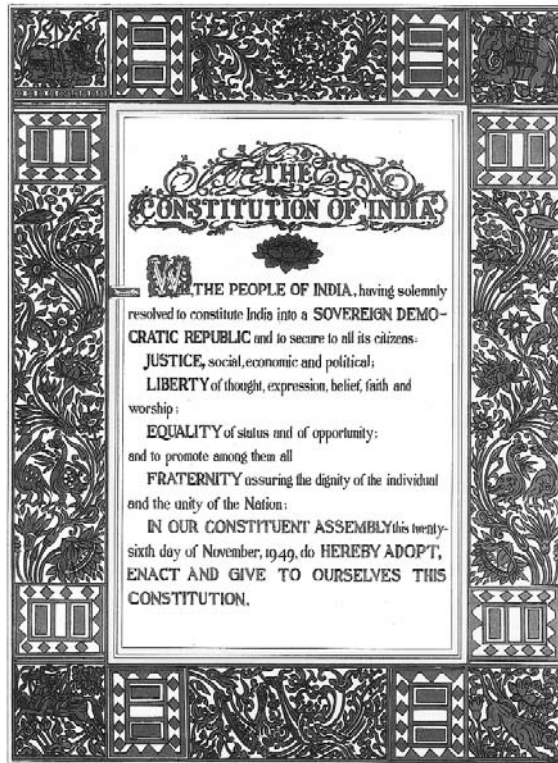 THE
CONSTITUTION OF INDIA
WE, THE PEOPLE OF INDIA, having solemnly
resolved to constitute India into a SOVEREIGN DEMO-
CRATIC REPUBLIC and to secure to all its citizens:
JUSTICE, social, economic and political;
LIBERTY of thought, expression, belief, faith and
worship;
EQUALITY of status and of opportunity;
and to promote among them all
FRATERNITY assuring the dignity of the individual
and the unity of the Nation;
IN OUR CONSTITUENT ASSEMBLY this twenty-
sixth day of November, 1949, do HEREBY ADOPT,
ENACT AND GIVE TO OURSELVES THIS
CONSTITUTION.